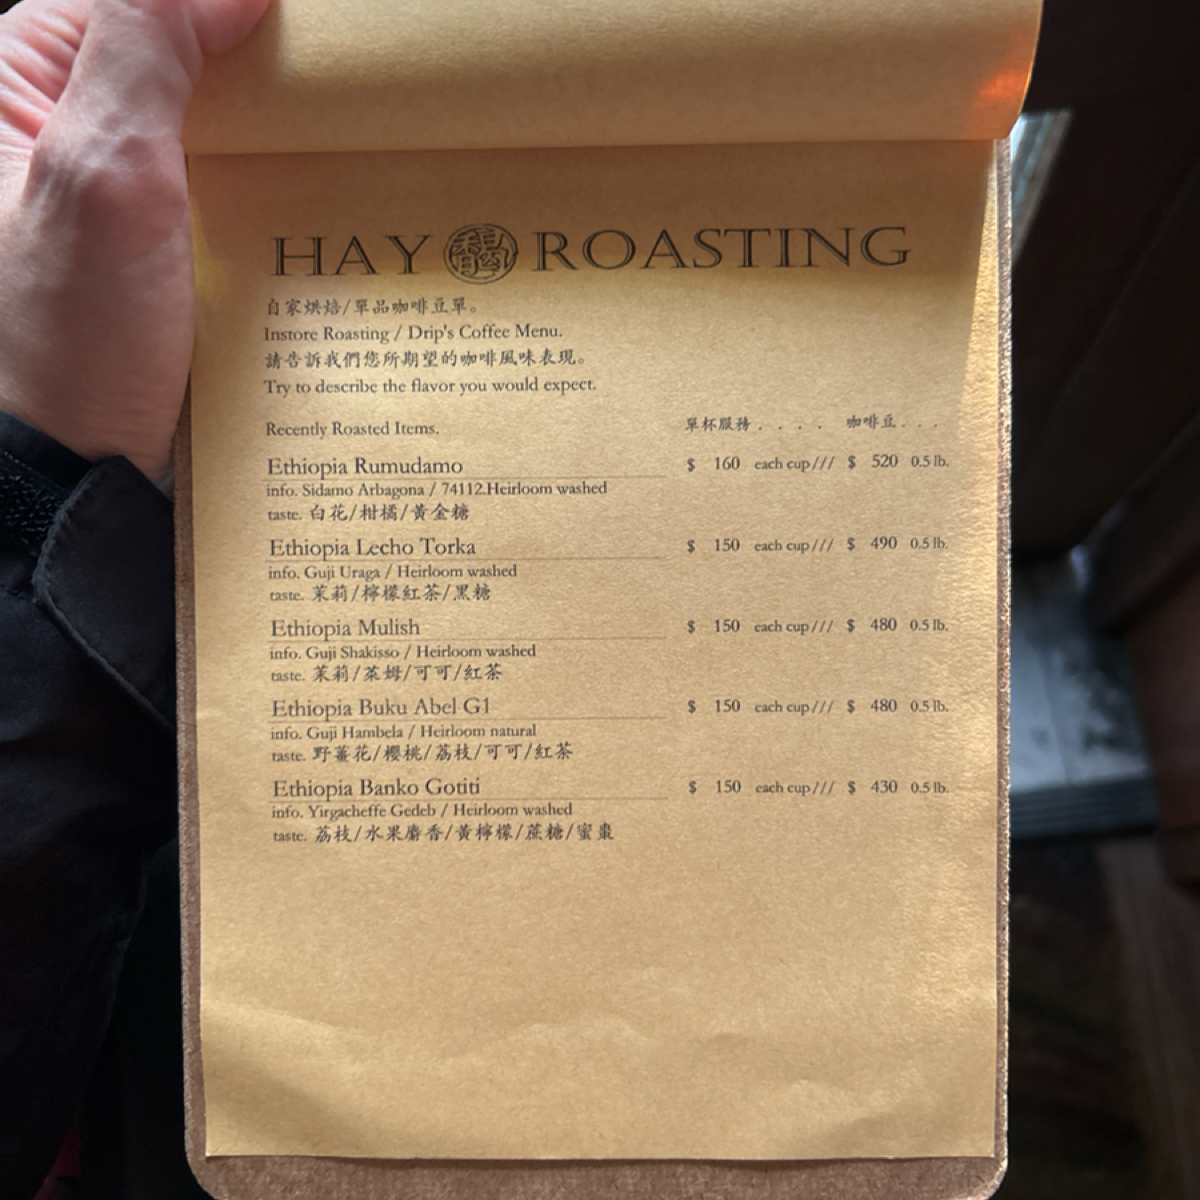 HAY ROASTING
自家烘焙/單品咖啡豆單。
Instore Roasting / Drip's Coffee Menu.
請告訴我們您所期望的咖啡風味表現。
Try to describe the flavor you would expect.
Recently Roasted Items. 單杯服務 . . . . 咖啡豆 . . .
Ethiopia Rumudamo $ 160 each cup /// $ 520 0.5 lb.
info. Sidamo Arbagona / 74112.Heirloom washed
taste. 白花/柑橘/黃金糖
Ethiopia Lecho Torka $ 150 each cup /// $ 490 0.5 lb.
info. Guji Uraga / Heirloom washed
taste. 茉莉/檸檬紅茶/黑糖
Ethiopia Mulish $ 150 each cup /// $ 480 0.5 lb.
info. Guji Shakisso / Heirloom washed
taste. 茉莉/萊姆/可可/紅茶
Ethiopia Buku Abel G1 $ 150 each cup /// $ 480 0.5 lb.
info. Guji Hambela / Heirloom natural
taste. 野薑花/櫻桃/荔枝/可可/紅茶
Ethiopia Banko Gotiti $ 150 each cup /// $ 430 0.5 lb.
info. Yirgacheffe Gedeb / Heirloom washed
taste. 荔枝/水果麝香/黃檸檬/蔗糖/蜜棗